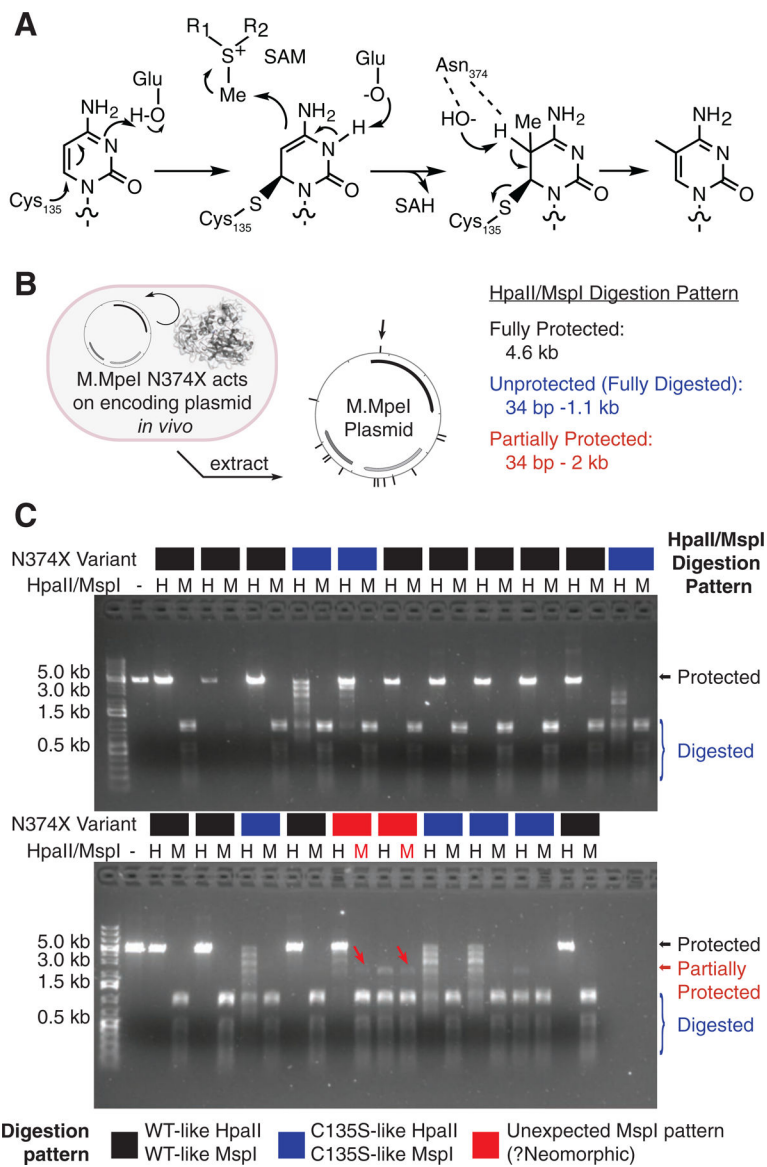 A
R1 R2
S+ SAM
Me
Glu
H-O
NH2
N
N
O
Cys135
Glu
-O
NH2
H
N
N
O
S
Cys135
SAH
Asn374
HO-
H
Me
NH2
N
N
O
S
Cys135
NH2
N
N
O
B
M.MpeI N374X acts
on encoding plasmid
in vivo
extract
M.MpeI
Plasmid
HpaII/MspI Digestion Pattern
Fully Protected:
4.6 kb
Unprotected (Fully Digested):
34 bp -1.1 kb
Partially Protected:
34 bp - 2 kb
C
N374X Variant
HpaII/MspI - H M H M H M H M H M H M H M H M H M H M H M
HpaII/MspI
Digestion
Pattern
5.0 kb
3.0 kb
1.5 kb
0.5 kb
Protected
Digested
N374X Variant
HpaII/MspI - H M H M H M H M H M H M H M H M H M H M
5.0 kb
3.0 kb
1.5 kb
0.5 kb
Protected
Partially
Protected
Digested
Digestion
pattern
WT-like HpaII
WT-like MspI
C135S-like HpaII
C135S-like MspI
Unexpected MspI pattern
(?Neomorphic)